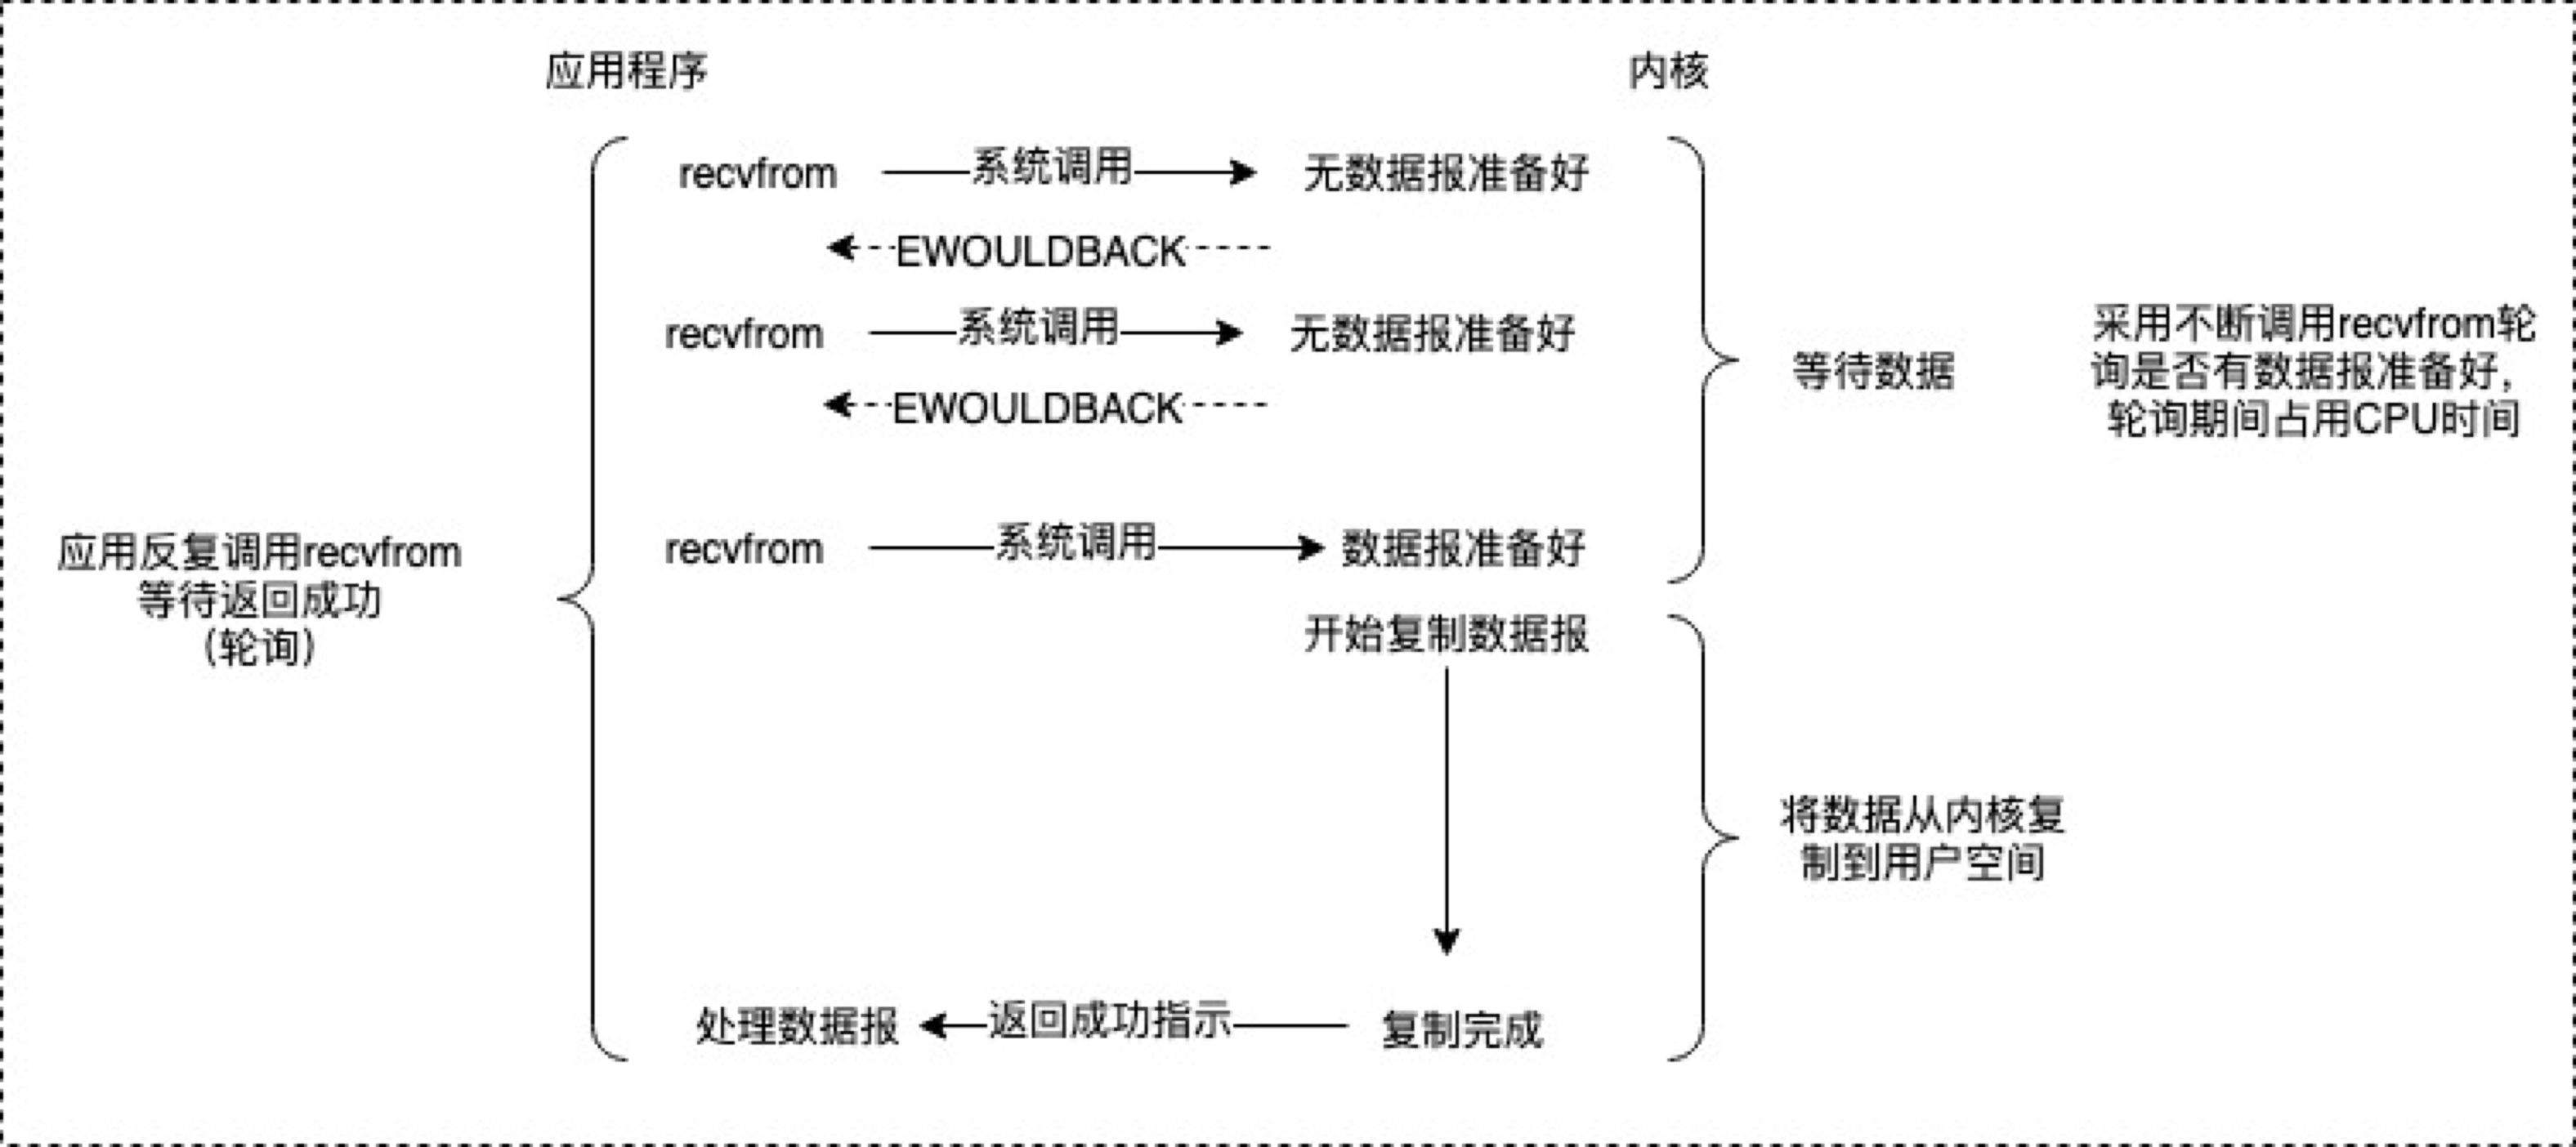 应用程序
内核
recvfrom
系统调用
无数据报准备好
EWOULDBACK
recvfrom
系统调用
无数据报准备好
EWOULDBACK
等待数据
采用不断调用recvfrom轮
询是否有数据报准备好，
轮询期间占用CPU时间
recvfrom
系统调用
数据报准备好
应用反复调用recvfrom
等待返回成功
（轮询）
开始复制数据报
将数据从内核复
制到用户空间
处理数据报
返回成功指示
复制完成